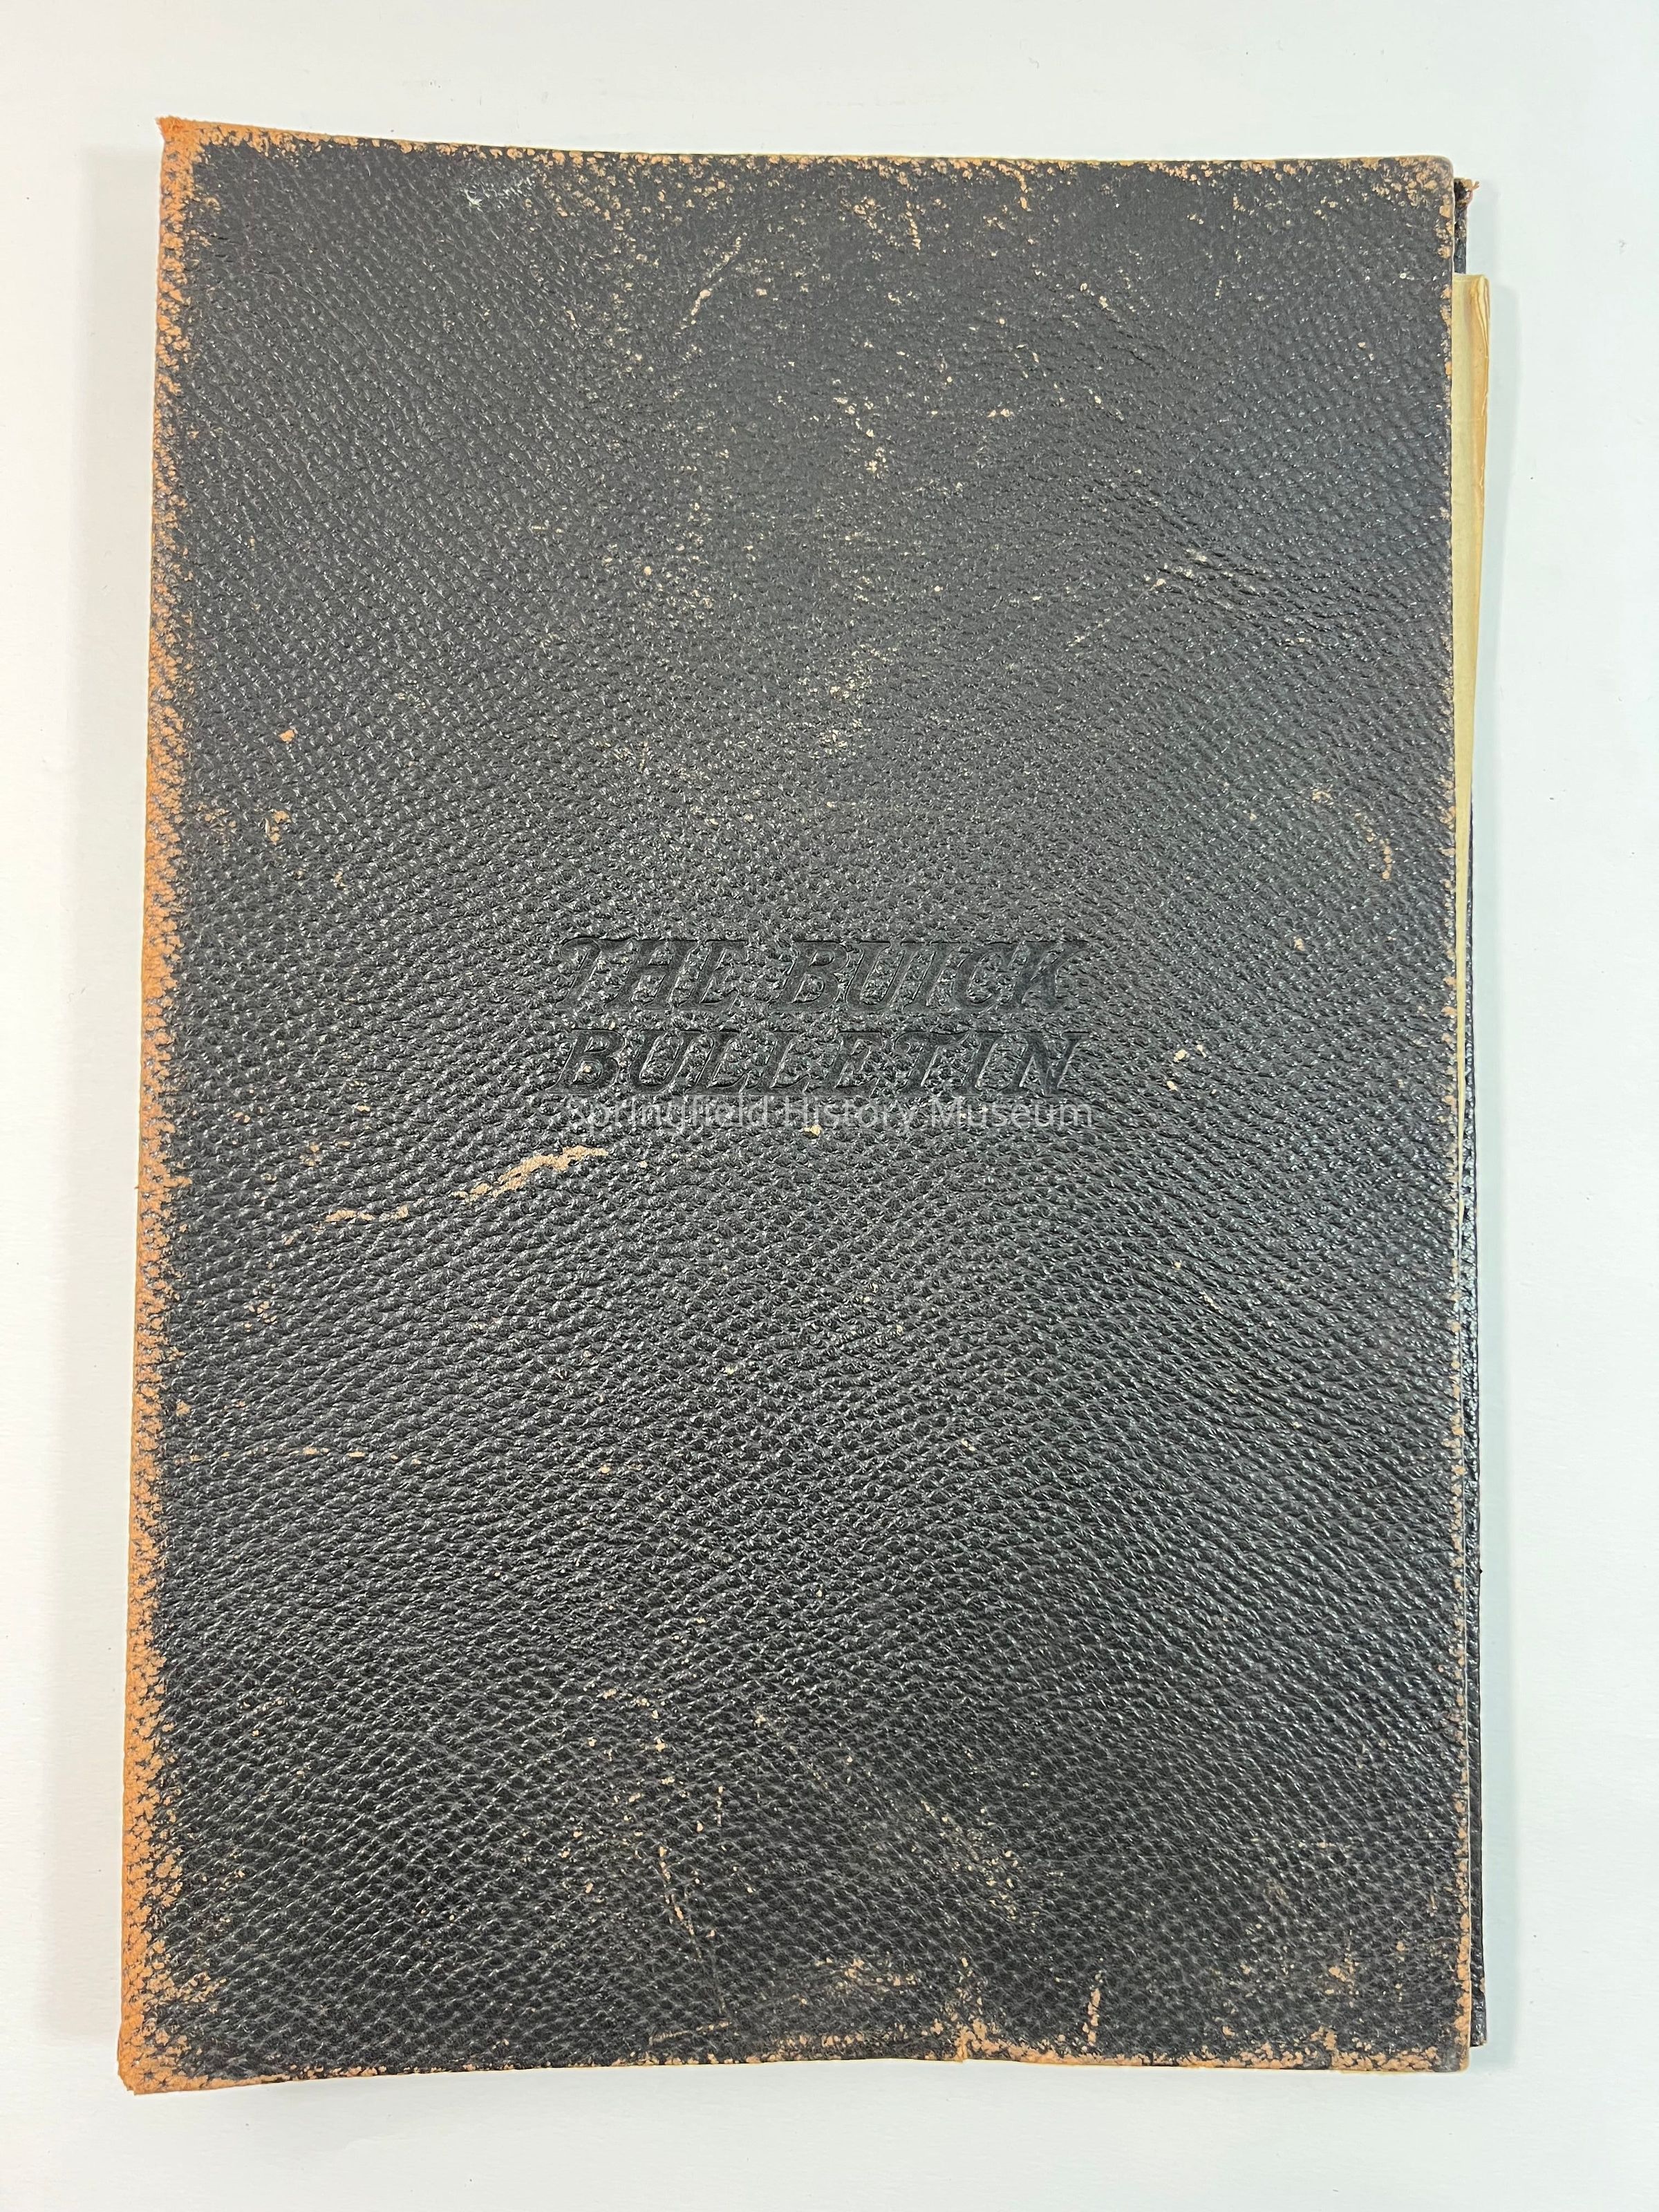 THE BUICK
BULLETIN
Springfield History Museum